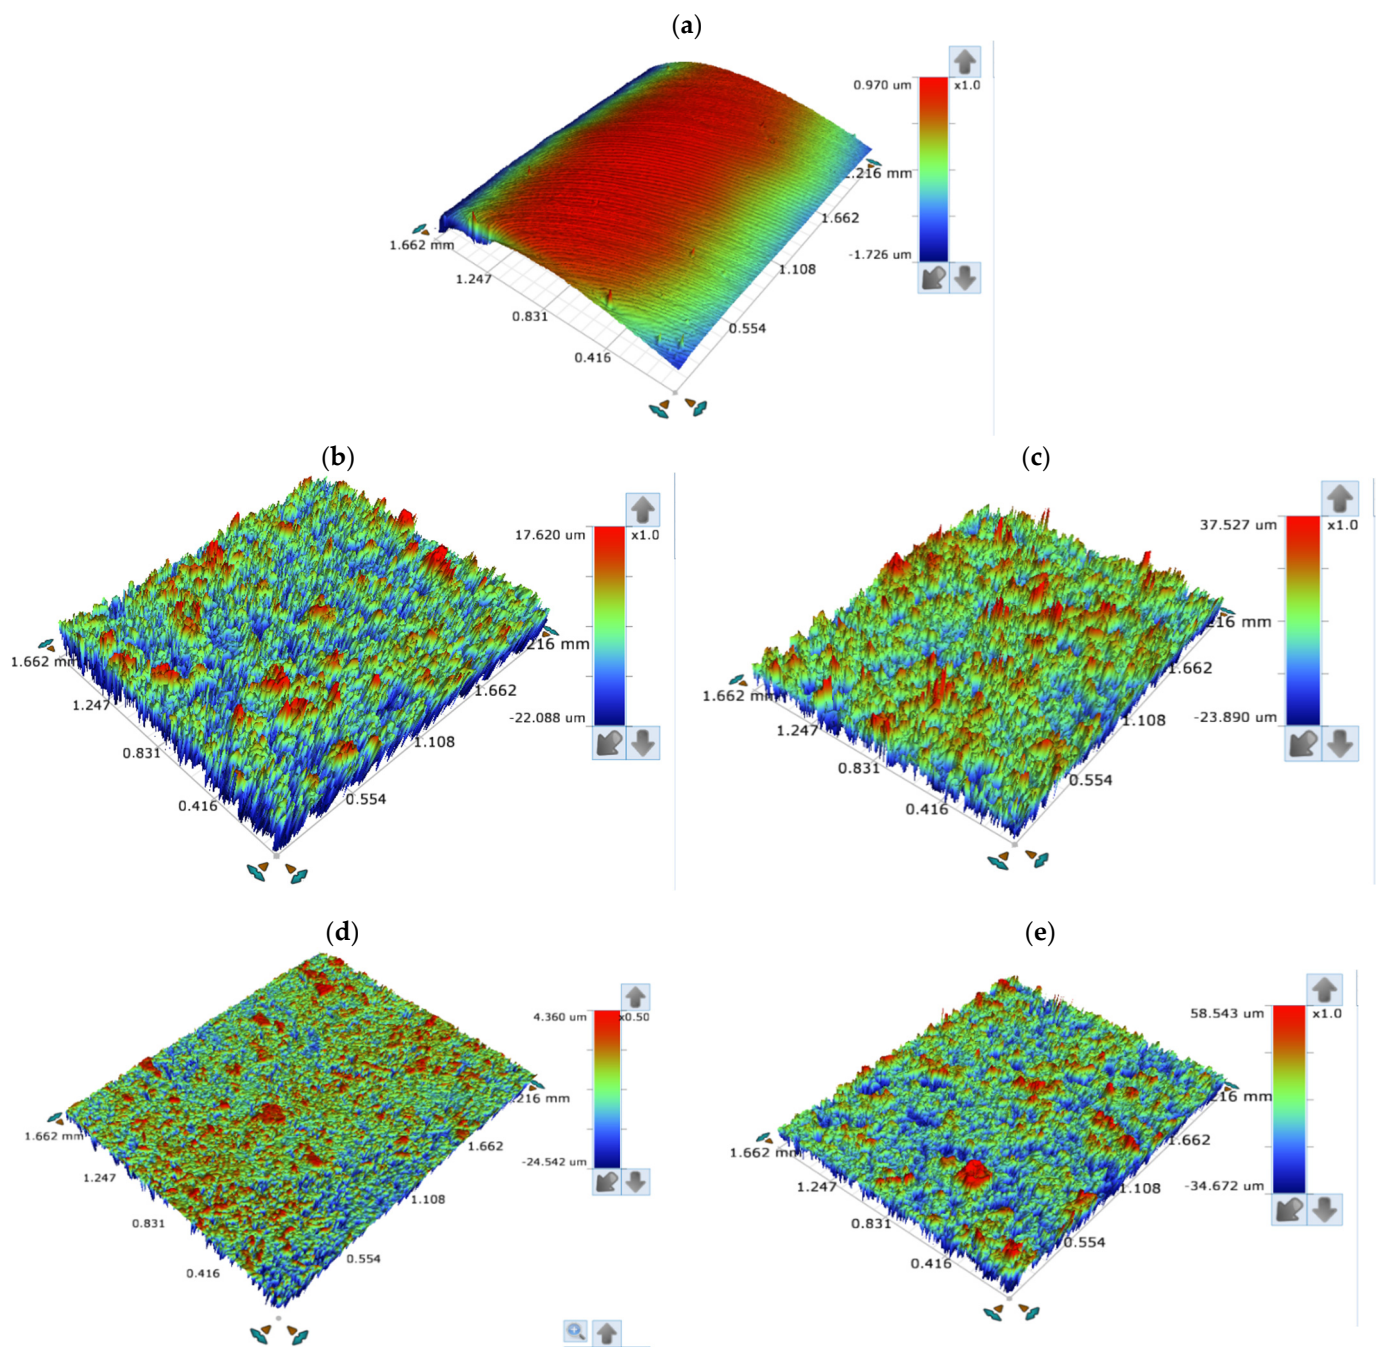 (a)
0.970 um
x1.0
-1.726 um
1.216 mm
1.662
1.108
0.554
1.662 mm
1.247
0.831
0.416
(b)
17.620 um
x1.0
-22.088 um
216 mm
1.662
1.108
0.554
1.662 mm
1.247
0.831
0.416
(c)
37.527 um
x1.0
-23.890 um
216 mm
1.662
1.108
0.554
1.662 mm
1.247
0.831
0.416
(d)
4.360 um
x0.50
-24.542 um
.216 mm
1.662
1.108
0.554
1.662 mm
1.247
0.831
0.416
(e)
58.543 um
x1.0
-34.672 um
216 mm
1.662
1.108
0.554
1.662 mm
1.247
0.831
0.416